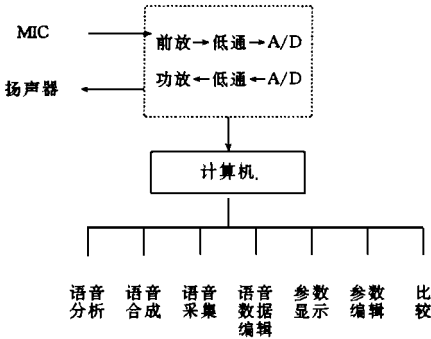 MIC
前放→低通→A/D
扬声器
功放←低通←A/D
计算机.
语音分析
语音合成
语音采集
语音数据编辑
参数显示
参数编辑
比较